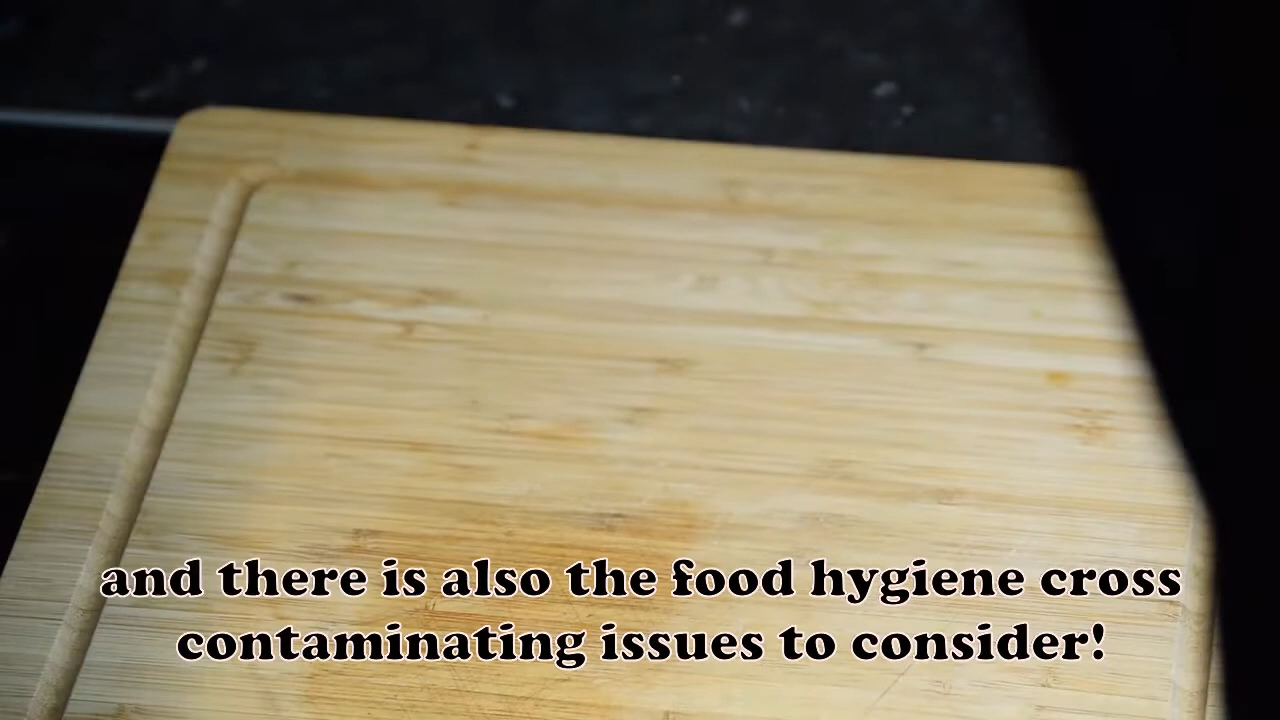 and there is also the food hygiene cross
contaminating issues to consider!